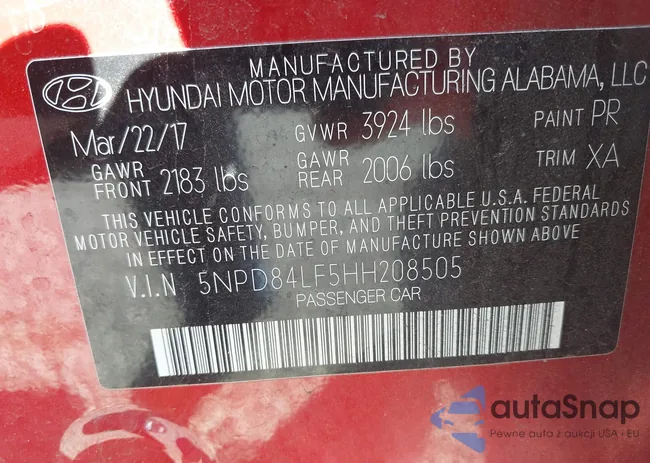 MANUFACTURED BY
HYUNDAI MOTOR MANUFACTURING ALABAMA, LLC
Mar/22/17 GVWR 3924 lbs PAINT PR
GAWR FRONT 2183 lbs GAWR REAR 2006 lbs TRIM XA
THIS VEHICLE CONFORMS TO ALL APPLICABLE U.S.A. FEDERAL
MOTOR VEHICLE SAFETY, BUMPER, AND THEFT PREVENTION STANDARDS
IN EFFECT ON THE DATE OF MANUFACTURE SHOWN ABOVE
V.I.N 5NPD84LF5HH208505
PASSENGER CAR
autaSnap
Pewne auta z aukcji USA - EU